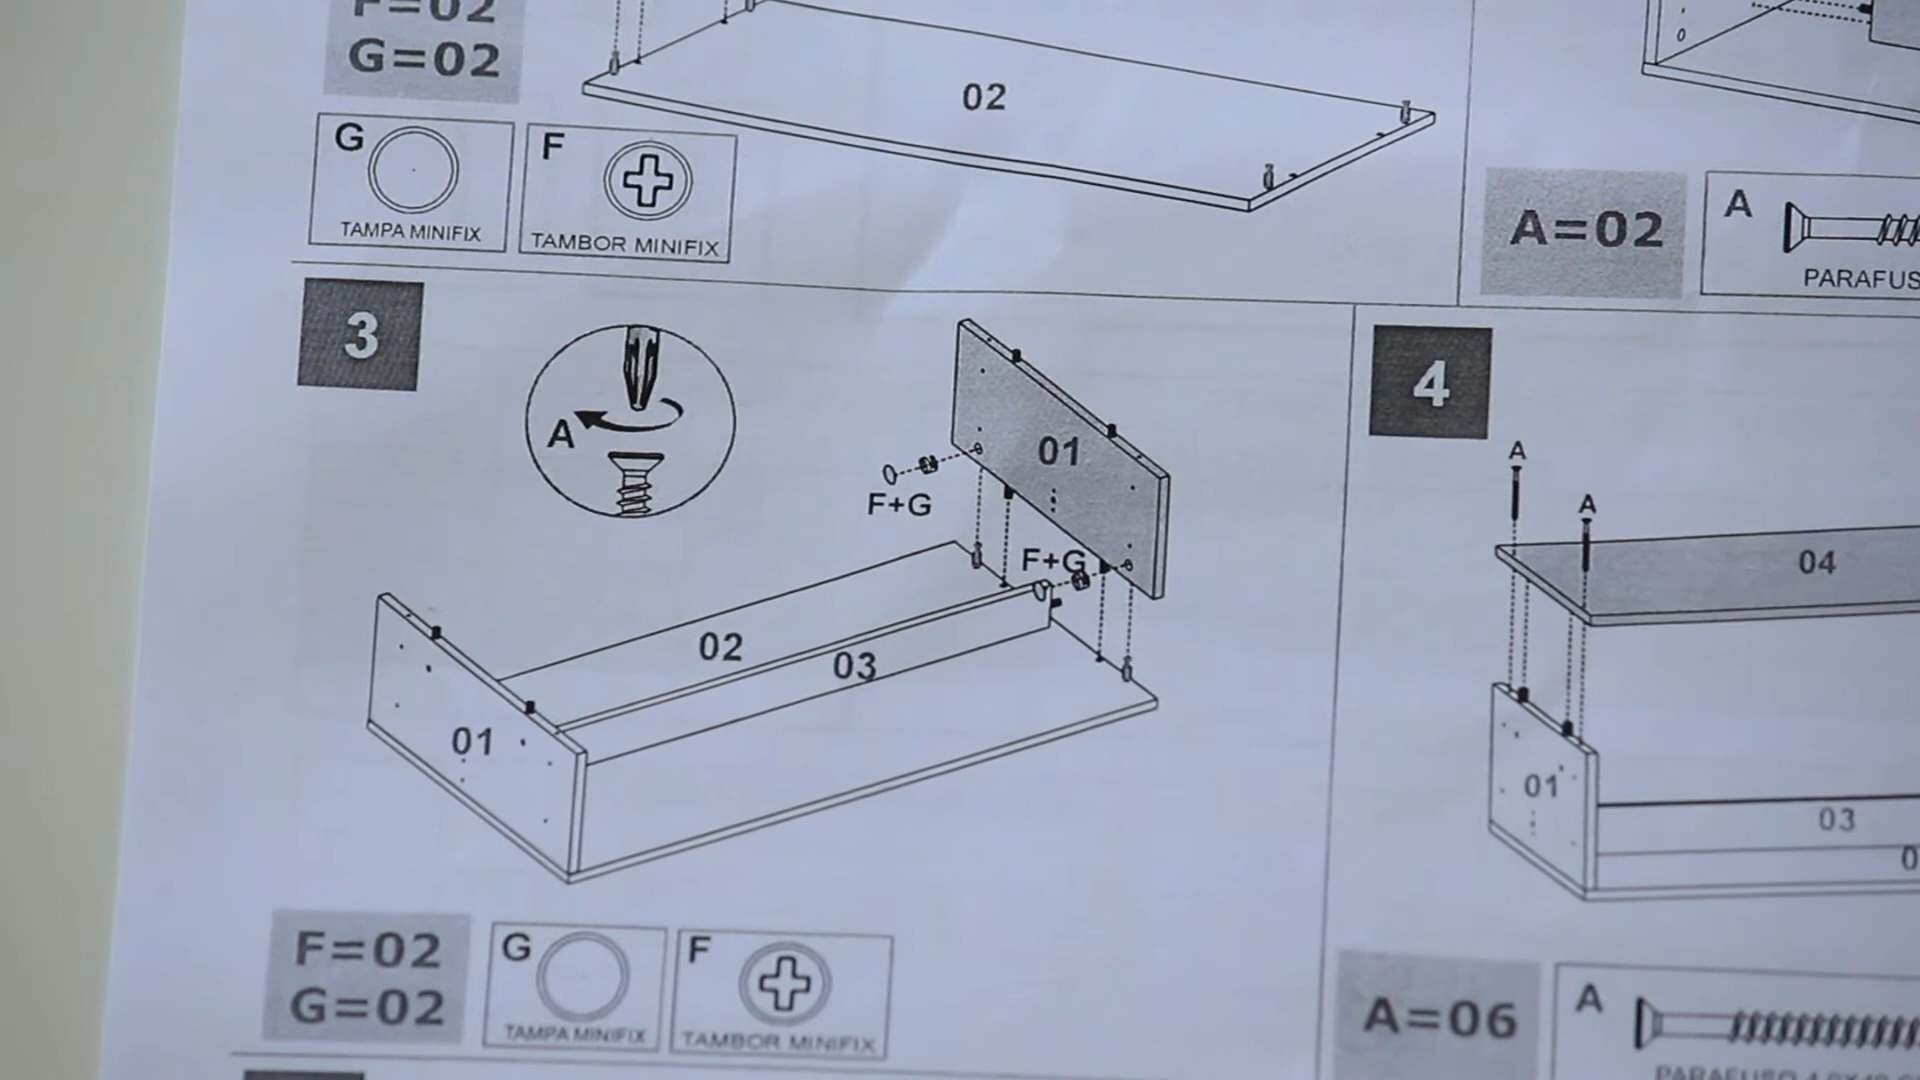 F=02
G=02
G
TAMPA MINIFIX
F
TAMBOR MINIFIX
02
A=02
A
3
A
01
F+G
F+G
02
03
01
F=02
G=02
G
TAMPA MINIFIX
F
TAMBOR MINIFIX
4
A
A
04
01
03
A=06
A